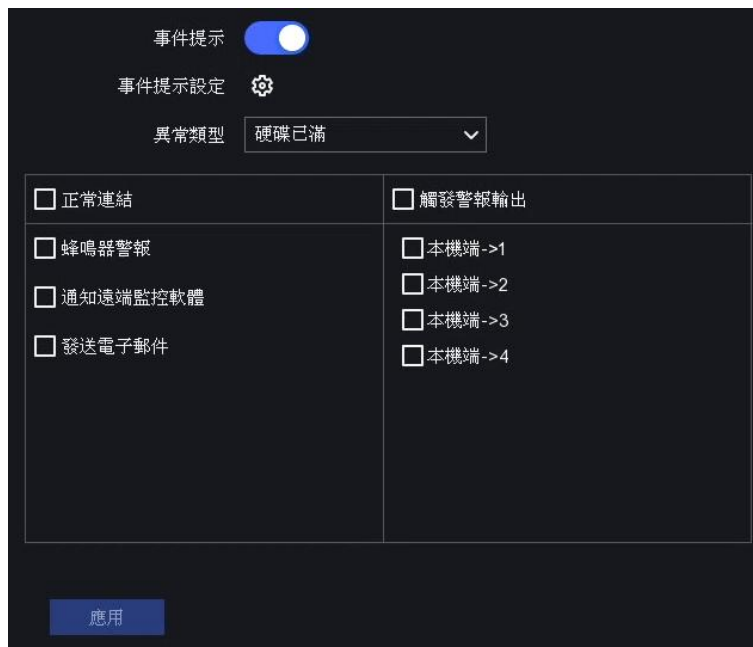 事件提示
事件提示設定
異常類型 硬碟已滿
正常連結 觸發警報輸出
蜂鳴器警報 本機端->1
通知遠端監控軟體 本機端->2
發送電子郵件 本機端->3
本機端->4
應用